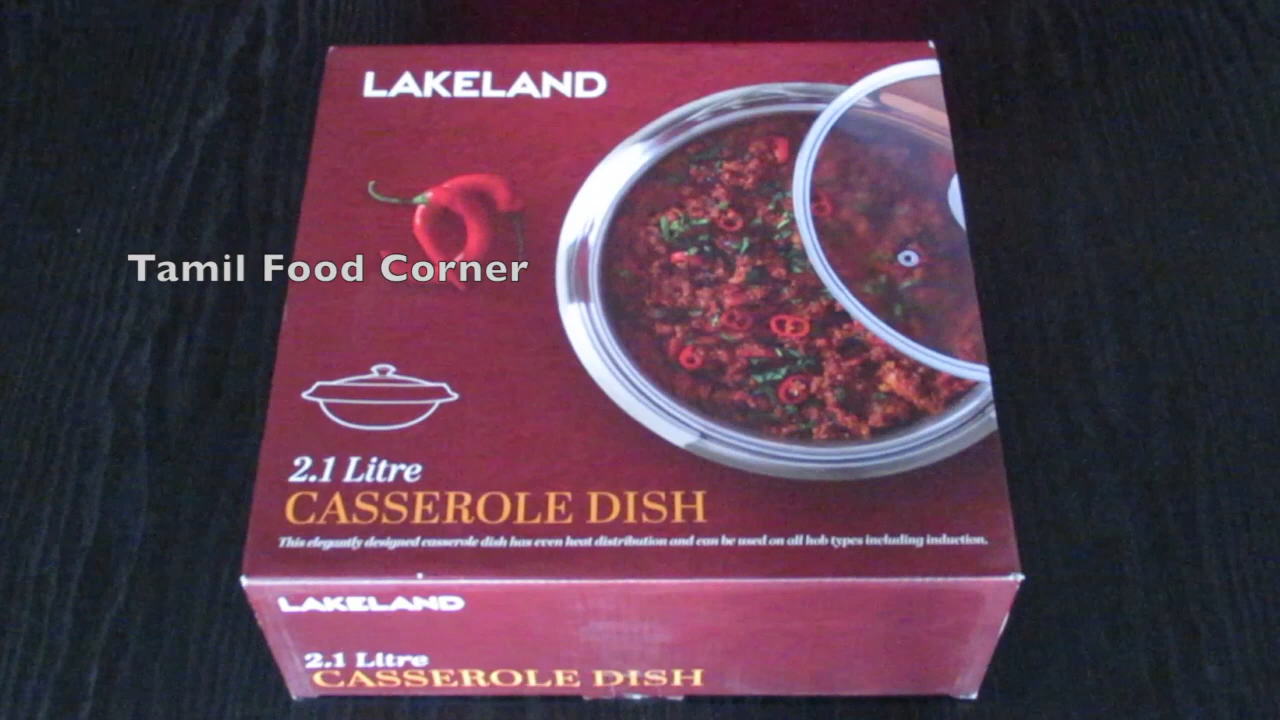 LAKELAND
Tamil Food Corner
2.1 Litre
CASSEROLE DISH
This elegantly designed casserole dish has even heat distribution and can be used on all hob types including induction.
LAKELAND
2.1 Litre
CASSEROLE DISH